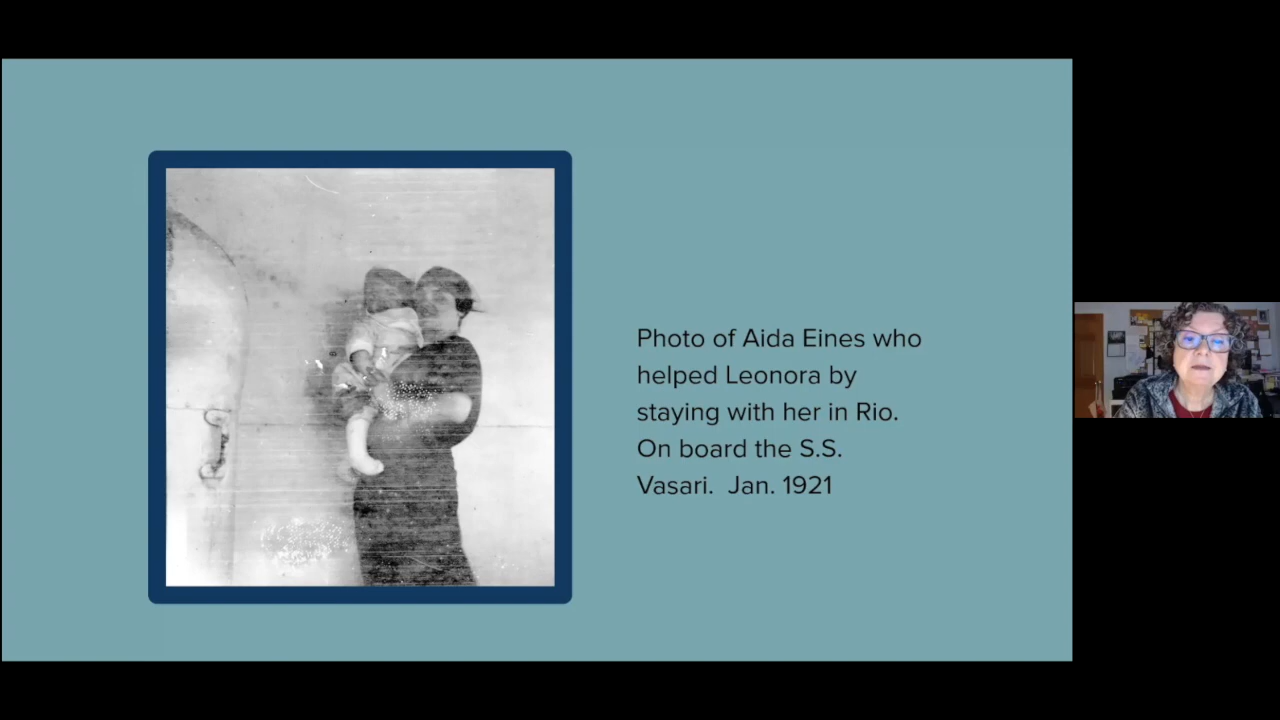 Photo of Aida Eines who
helped Leonora by
staying with her in Rio.
On board the S.S.
Vasari.  Jan. 1921